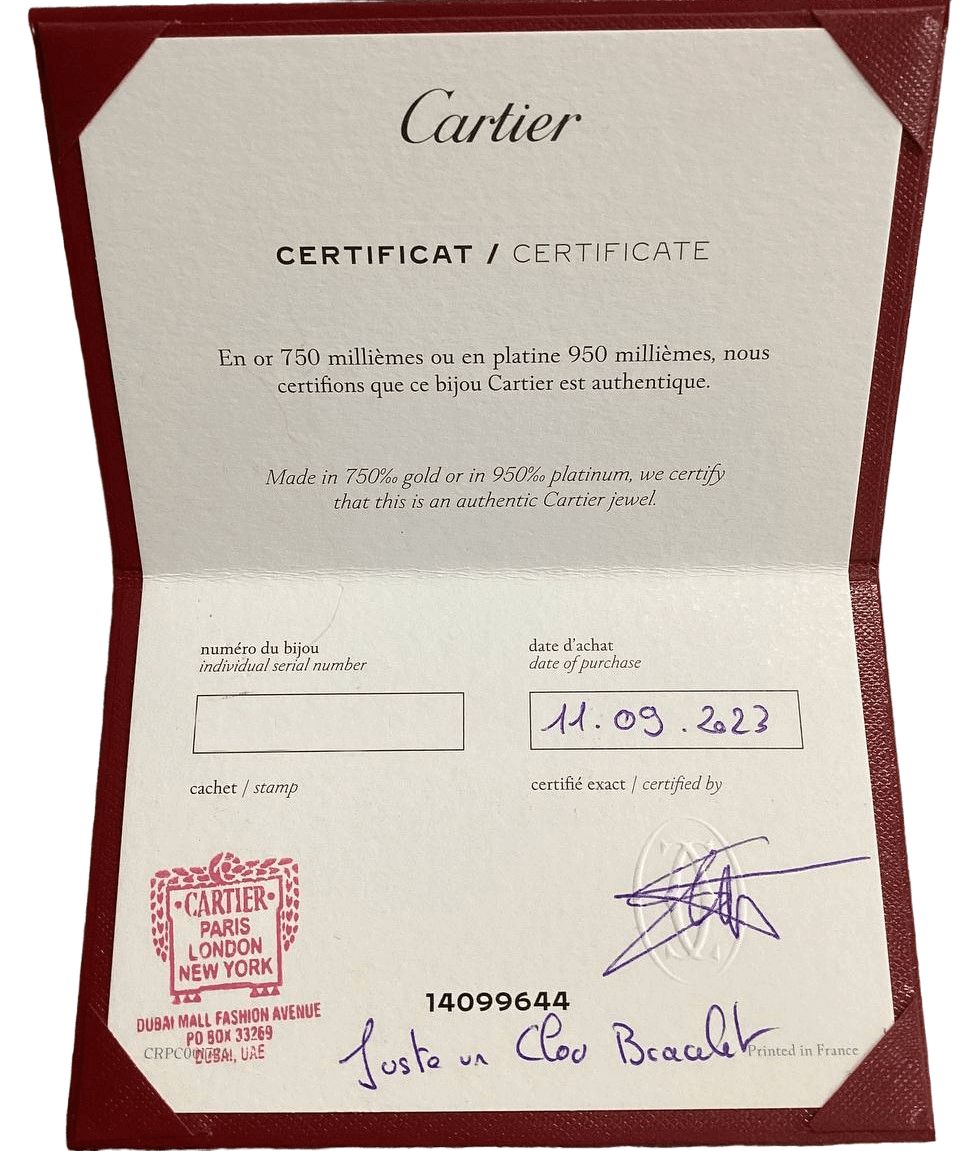 Cartier
CERTIFICAT / CERTIFICATE
En or 750 millièmes ou en platine 950 millièmes, nous
certifions que ce bijou Cartier est authentique.
Made in 750‰ gold or in 950‰ platinum, we certify
that this is an authentic Cartier jewel.
numéro du bijou
individual serial number
date d'achat
date of purchase
11.09.2023
cachet / stamp
certifié exact / certified by
·CARTIER·
PARIS
LONDON
NEW YORK
DUBAI MALL FASHION AVENUE
PO BOX 33269
DUBAI, UAE
14099644
Juste un Clou Bracelet
Printed in France